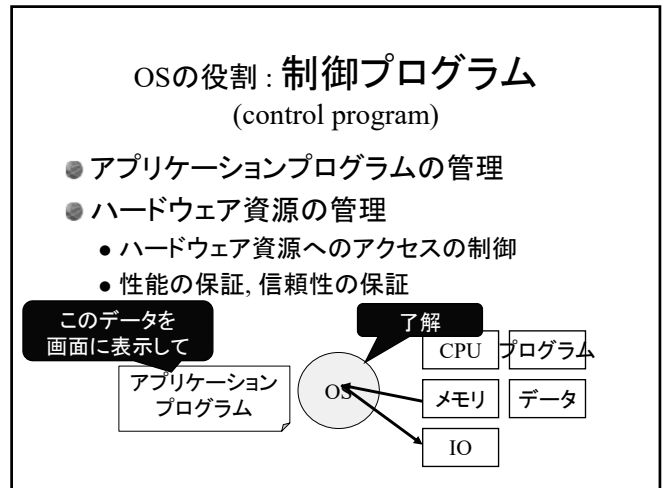 OSの役割 : 制御プログラム
(control program)
アプリケーションプログラムの管理
ハードウェア資源の管理
ハードウェア資源へのアクセスの制御
性能の保証, 信頼性の保証
このデータを
画面に表示して
了解
アプリケーション
プログラム
OS
CPU
プログラム
メモリ
データ
IO